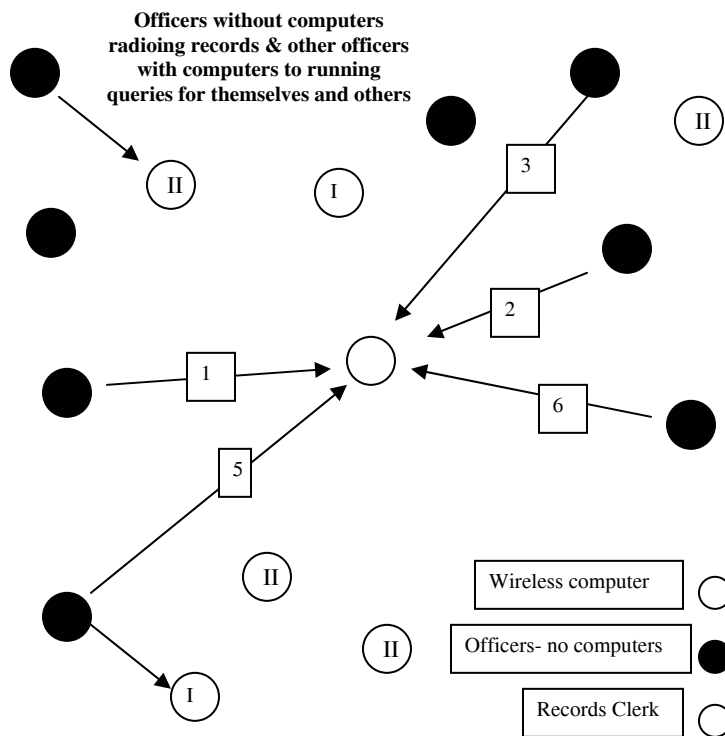 Officers without computers
radioing records & other officers
with computers to running
queries for themselves and others
II
3
II
I
2
1
6
5
II
Wireless computer
II
Officers- no computers
I
Records Clerk